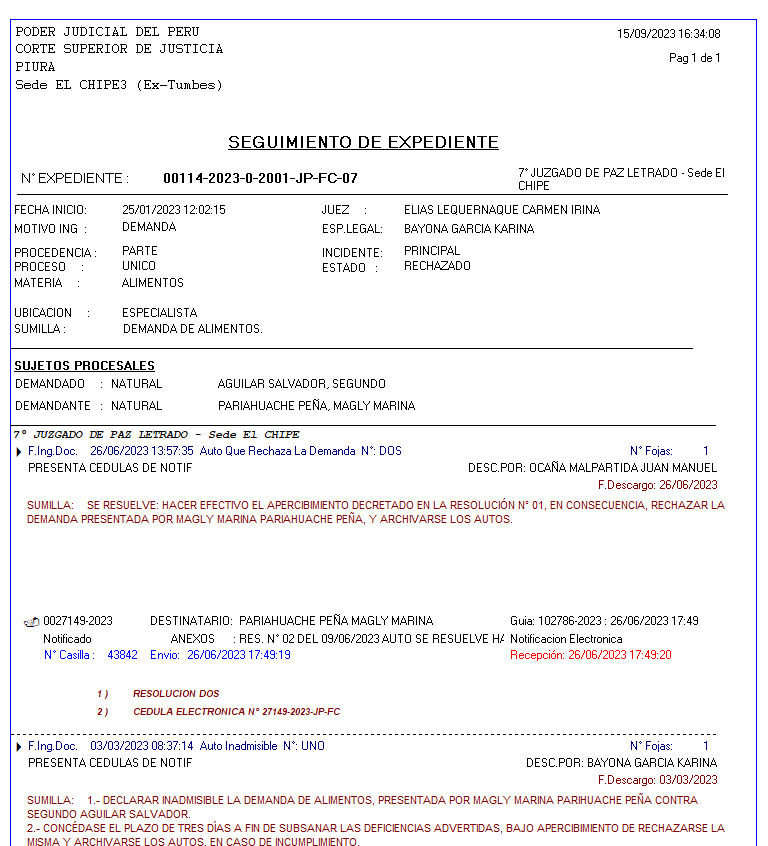 PODER JUDICIAL DEL PERU
15/09/2023 16:34:08
CORTE SUPERIOR DE JUSTICIA
Pag 1 de 1
PIURA
Sede EL CHIPE3 (Ex-Tumbes)
SEGUIMIENTO DE EXPEDIENTE
N° EXPEDIENTE : 00114-2023-0-2001-JP-FC-07 7° JUZGADO DE PAZ LETRADO - Sede El
CHIPE
FECHA INICIO: 25/01/2023 12:02:15 JUEZ : ELIAS LEQUERNAQUE CARMEN IRINA
MOTIVO ING : DEMANDA ESP.LEGAL: BAYONA GARCIA KARINA
PROCEDENCIA : PARTE INCIDENTE: PRINCIPAL
PROCESO : UNICO ESTADO : RECHAZADO
MATERIA : ALIMENTOS
UBICACION : ESPECIALISTA
SUMILLA : DEMANDA DE ALIMENTOS.
SUJETOS PROCESALES
DEMANDADO : NATURAL AGUILAR SALVADOR, SEGUNDO
DEMANDANTE : NATURAL PARIAHUACHE PEÑA, MAGLY MARINA
7° JUZGADO DE PAZ LETRADO - Sede El CHIPE
F.Ing.Doc. 26/06/2023 13:57:35 Auto Que Rechaza La Demanda N°: DOS N° Fojas: 1
PRESENTA CEDULAS DE NOTIF DESC.POR: OCAÑA MALPARTIDA JUAN MANUEL
F.Descargo: 26/06/2023
SUMILLA: SE RESUELVE: HACER EFECTIVO EL APERCIBIMIENTO DECRETADO EN LA RESOLUCIÓN N° 01, EN CONSECUENCIA, RECHAZAR LA
DEMANDA PRESENTADA POR MAGLY MARINA PARIAHUACHE PEÑA, Y ARCHIVARSE LOS AUTOS.
0027149-2023 DESTINATARIO: PARIAHUACHE PEÑA MAGLY MARINA Guia: 102786-2023 : 26/06/2023 17:49
Notificado ANEXOS : RES. N° 02 DEL 09/06/2023 AUTO SE RESUELVE HA Notificacion Electronica
N° Casilla : 43842 Envio: 26/06/2023 17:49:19 Recepción: 26/06/2023 17:49:20
1 ) RESOLUCION DOS
2 ) CEDULA ELECTRONICA N° 27149-2023-JP-FC
F.Ing.Doc. 03/03/2023 08:37:14 Auto Inadmisible N°: UNO N° Fojas: 1
PRESENTA CEDULAS DE NOTIF DESC.POR: BAYONA GARCIA KARINA
F.Descargo: 03/03/2023
SUMILLA: 1.- DECLARAR INADMISIBLE LA DEMANDA DE ALIMENTOS, PRESENTADA POR MAGLY MARINA PARIHUACHE PEÑA CONTRA
SEGUNDO AGUILAR SALVADOR.
2.- CONCÉDASE EL PLAZO DE TRES DÌAS A FIN DE SUBSANAR LAS DEFICIENCIAS ADVERTIDAS, BAJO APERCIBIMIENTO DE RECHAZARSE LA
MISMA Y ARCHIVARSE LOS AUTOS, EN CASO DE INCUMPLIMIENTO.